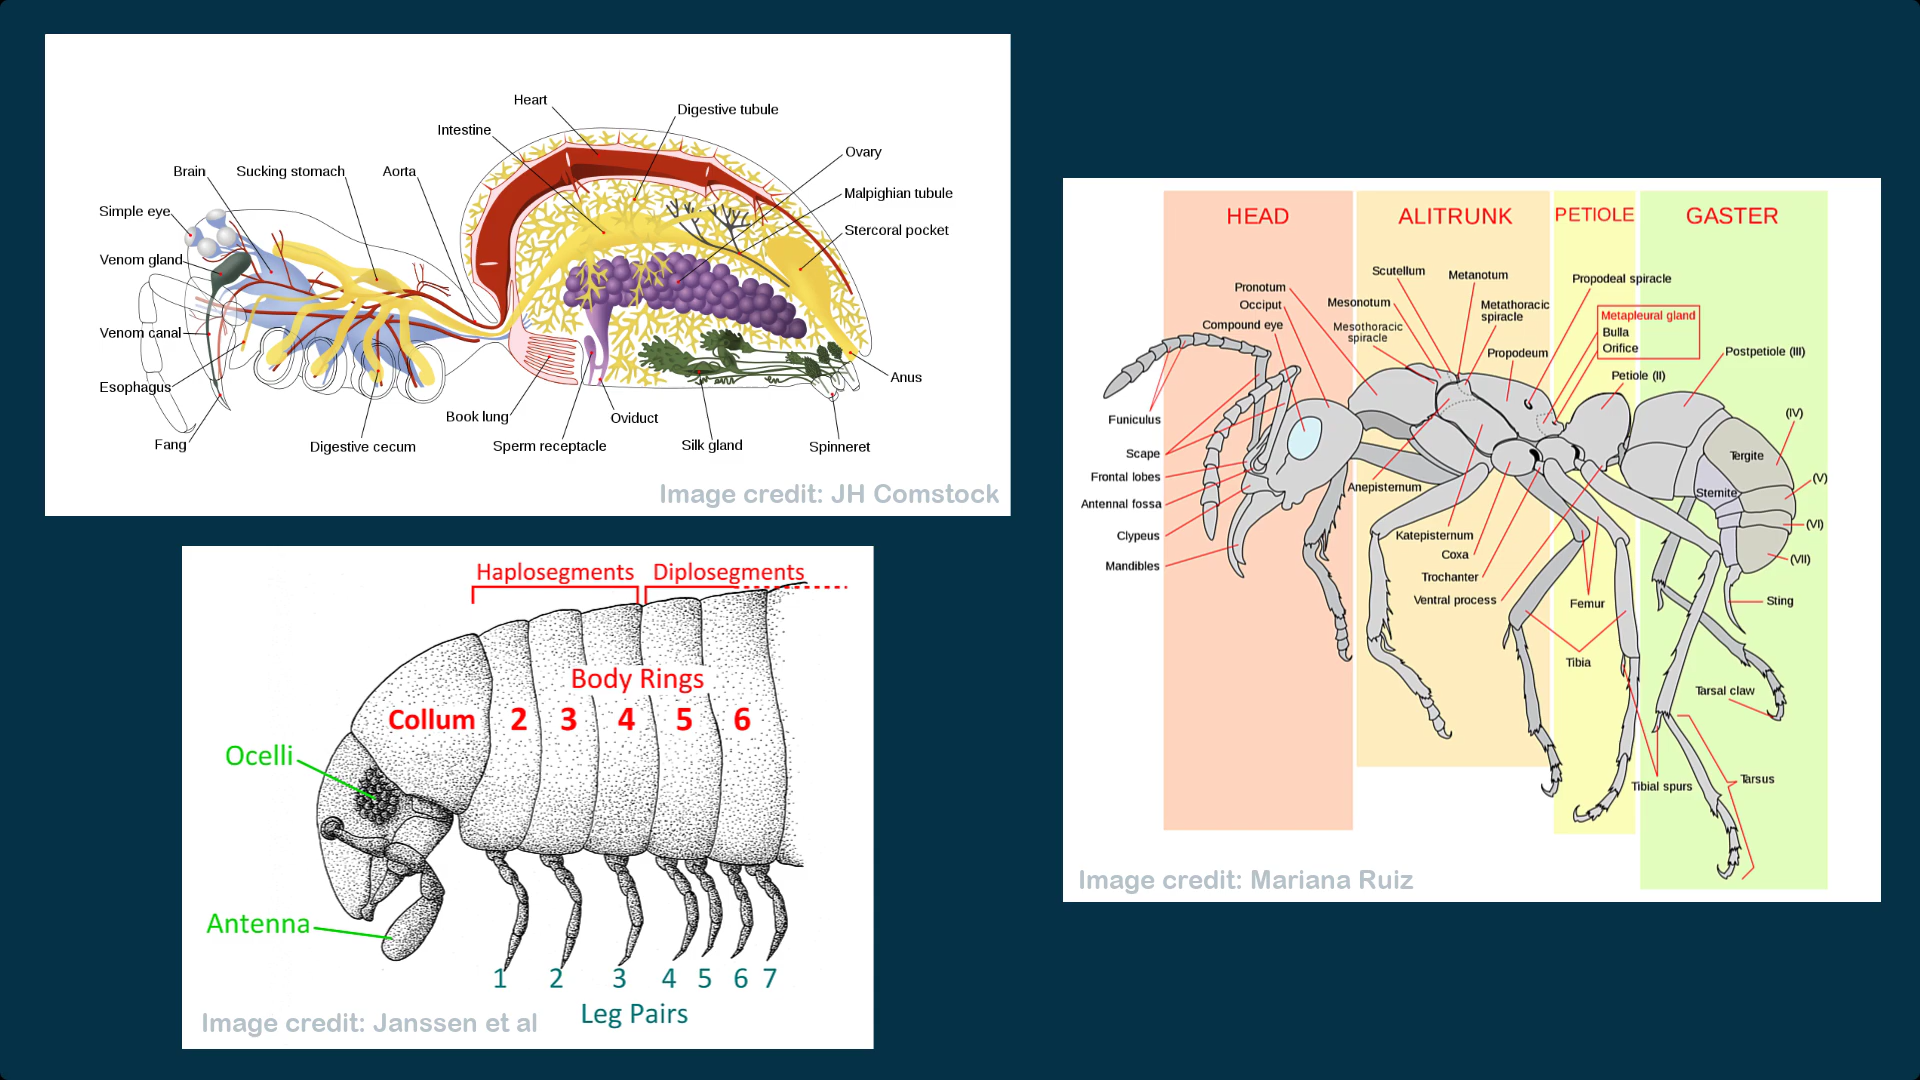 Heart
Digestive tubule
Intestine
Ovary
Brain
Sucking stomach
Aorta
Malpighian tubule
Simple eye
Stercoral pocket
Venom gland
Venom canal
Esophagus
Anus
Book lung
Oviduct
Fang
Digestive cecum
Sperm receptacle
Silk gland
Spinneret
Image credit: JH Comstock
Haplosegments
Diplosegments
Body Rings
Collum 2 3 4 5 6
Ocelli
Antenna
1 2 3 4 5 6 7
Leg Pairs
Image credit: Janssen et al
HEAD
ALITRUNK
PETIOLE
GASTER
Scutellum
Metanotum
Propodeal spiracle
Pronotum
Occiput
Mesonotum
Metathoracic
spiracle
Metapleural gland
Bulla
Orifice
Compound eye
Mesothoracic
spiracle
Propodeum
Postpetiole (III)
Petiole (II)
(IV)
Funiculus
Scape
Tergite
Frontal lobes
Anepisternum
Sternite
(V)
Antennal fossa
Clypeus
Katepisternum
(VI)
Mandibles
Coxa
(VII)
Trochanter
Ventral process
Femur
Sting
Tibia
Tarsal claw
Tibial spurs
Tarsus
Image credit: Mariana Ruiz